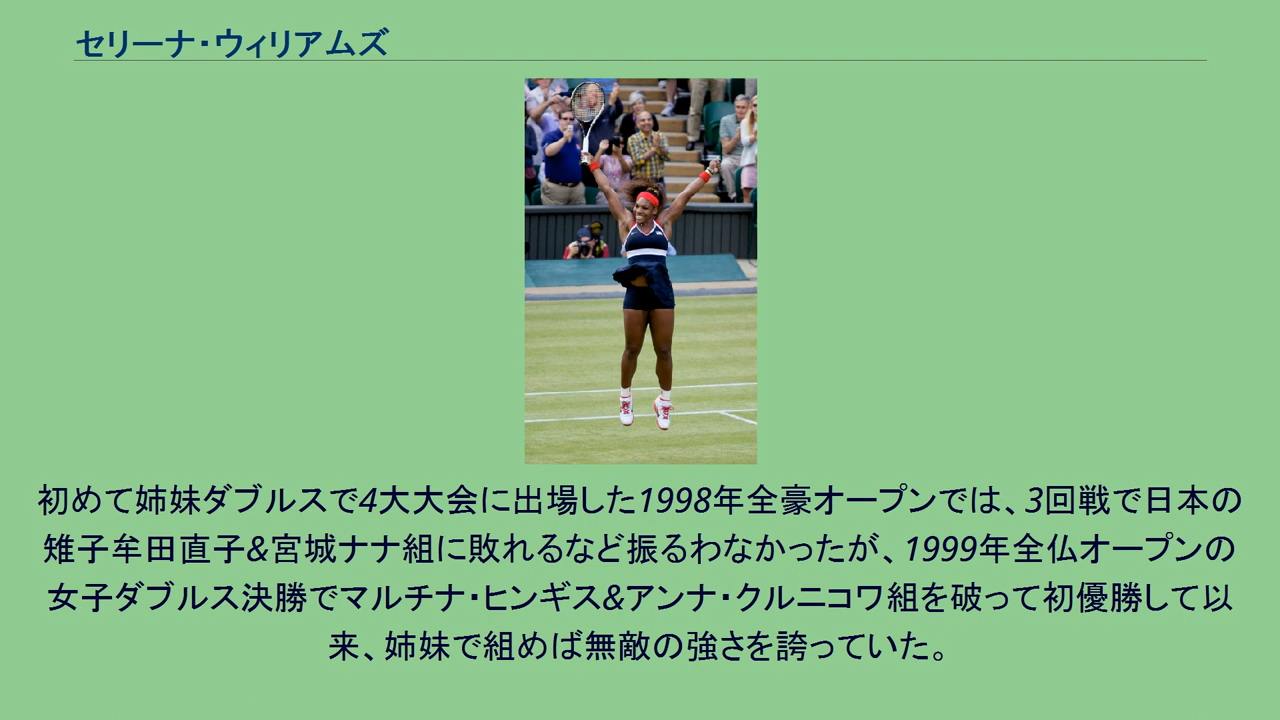 セリーナ・ウィリアムズ
初めて姉妹ダブルスで4大大会に出場した1998年全豪オープンでは、3回戦で日本の
雉子牟田直子&宮城ナナ組に敗れるなど振るわなかったが、1999年全仏オープンの
女子ダブルス決勝でマルチナ・ヒンギス&アンナ・クルニコワ組を破って初優勝して以
来、姉妹で組めば無敵の強さを誇っていた。